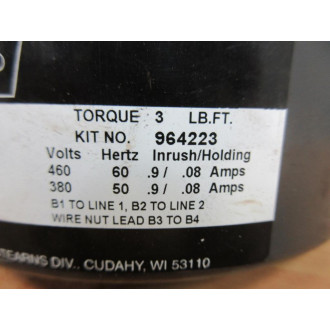 TORQUE 3 LB.FT.
KIT NO. 964223
Volts Hertz Inrush/Holding
460 60 .9/ .08 Amps
380 50 .9/ .08 Amps
B1 TO LINE 1, B2 TO LINE 2
WIRE NUT LEAD B3 TO B4
STEARNS DIV., CUDAHY, WI 53110